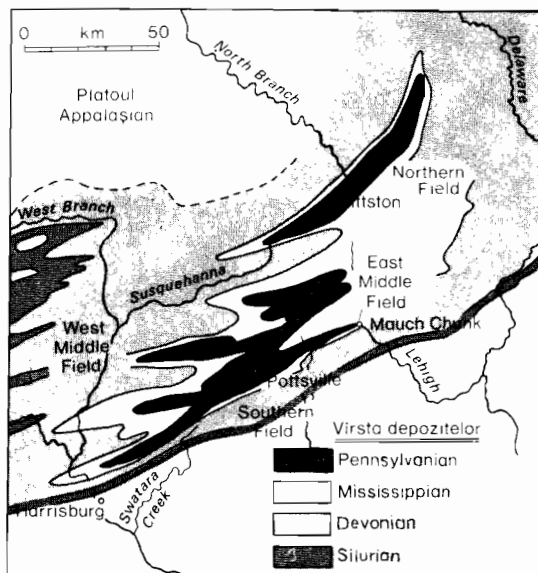 0 km 50
North Branch
Delaware
Platoul
Appalaşian
Northern
Field
ittston
West Branch
Susquehanna
East
Middle
Field
West
Middle
Field
Mauch Chunk
Lehigh
Pottsville
Southern
Field
Harrisburg
Swatara
Creek
Vîrsta depozitelor
Pennsylvanian
Mississippian
Devonian
Silurian